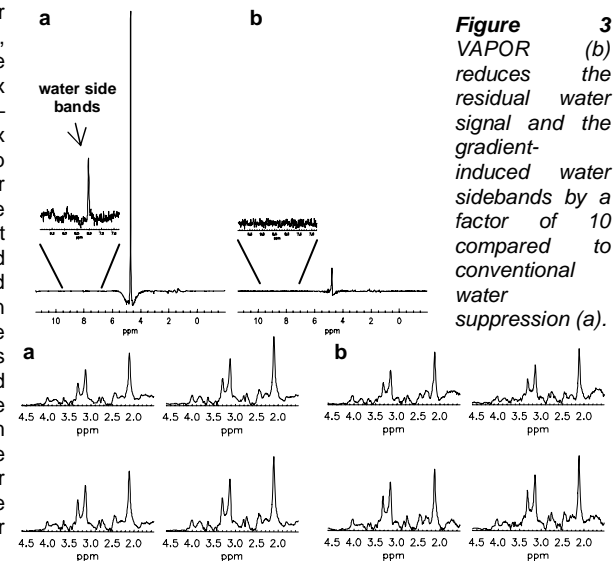 a
b
water side
bands
10 8 6 4 2 0
ppm
10 8 6 4 2 0
ppm
Figure 3
VAPOR (b)
reduces the
residual water
signal and the
gradient-
induced water
sidebands by a
factor of 10
compared to
conventional
water
suppression (a).
a
b
4.5 4.0 3.5 3.0 2.5 2.0
ppm
4.5 4.0 3.5 3.0 2.5 2.0
ppm
4.5 4.0 3.5 3.0 2.5 2.0
ppm
4.5 4.0 3.5 3.0 2.5 2.0
ppm
4.5 4.0 3.5 3.0 2.5 2.0
ppm
4.5 4.0 3.5 3.0 2.5 2.0
ppm
4.5 4.0 3.5 3.0 2.5 2.0
ppm
4.5 4.0 3.5 3.0 2.5 2.0
ppm